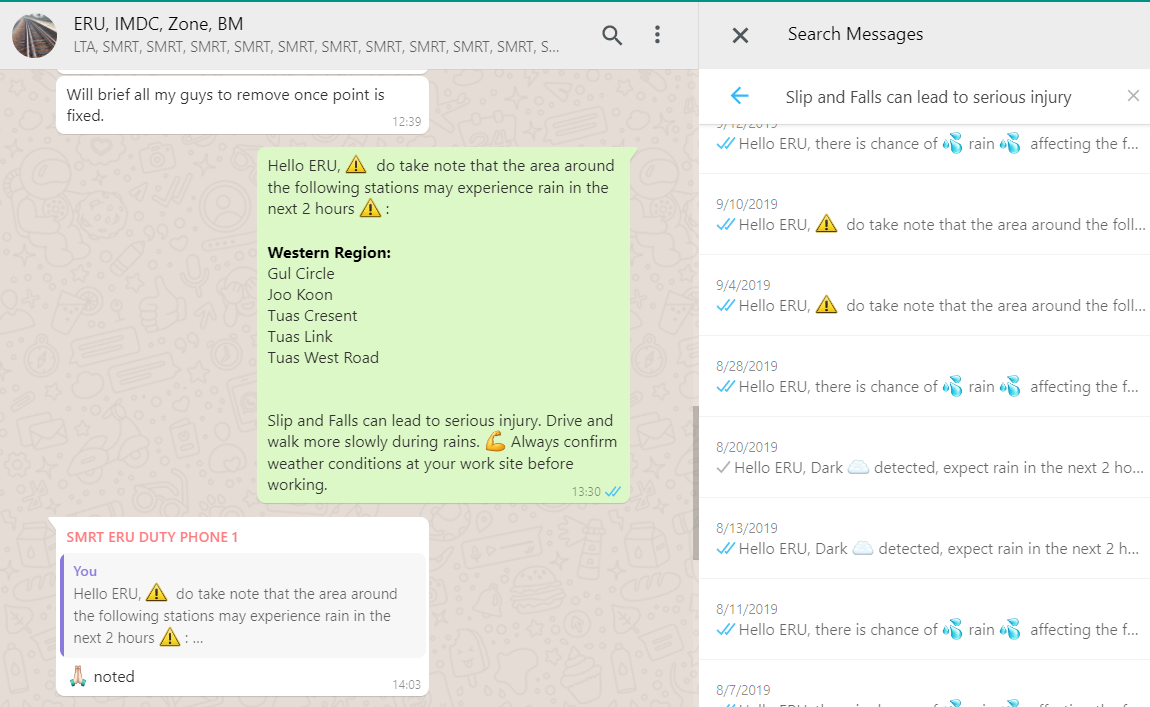 ERU, IMDC, Zone, BM
LTA, SMRT, SMRT, SMRT, SMRT, SMRT, SMRT, SMRT, SMRT, SMRT, SMRT, S...
Will brief all my guys to remove once point is
fixed.
12:39
Hello ERU, ⚠️ do take note that the area around
the following stations may experience rain in the
next 2 hours ⚠️ :
Western Region:
Gul Circle
Joo Koon
Tuas Cresent
Tuas Link
Tuas West Road
Slip and Falls can lead to serious injury. Drive and
walk more slowly during rains. 💪 Always confirm
weather conditions at your work site before
working.
13:30
SMRT ERU DUTY PHONE 1
You
Hello ERU, ⚠️ do take note that the area around
the following stations may experience rain in the
next 2 hours ⚠️ : ...
🙏🏻 noted
14:03
Search Messages
Slip and Falls can lead to serious injury
9/12/2019
Hello ERU, there is chance of 💦 rain 💦 affecting the f...
9/10/2019
Hello ERU, ⚠️ do take note that the area around the foll...
9/4/2019
Hello ERU, ⚠️ do take note that the area around the foll...
8/28/2019
Hello ERU, there is chance of 💦 rain 💦 affecting the f...
8/20/2019
Hello ERU, Dark ☁️ detected, expect rain in the next 2 ho...
8/13/2019
Hello ERU, Dark ☁️ detected, expect rain in the next 2 h...
8/11/2019
Hello ERU, there is chance of 💦 rain 💦 affecting the f...
8/7/2019